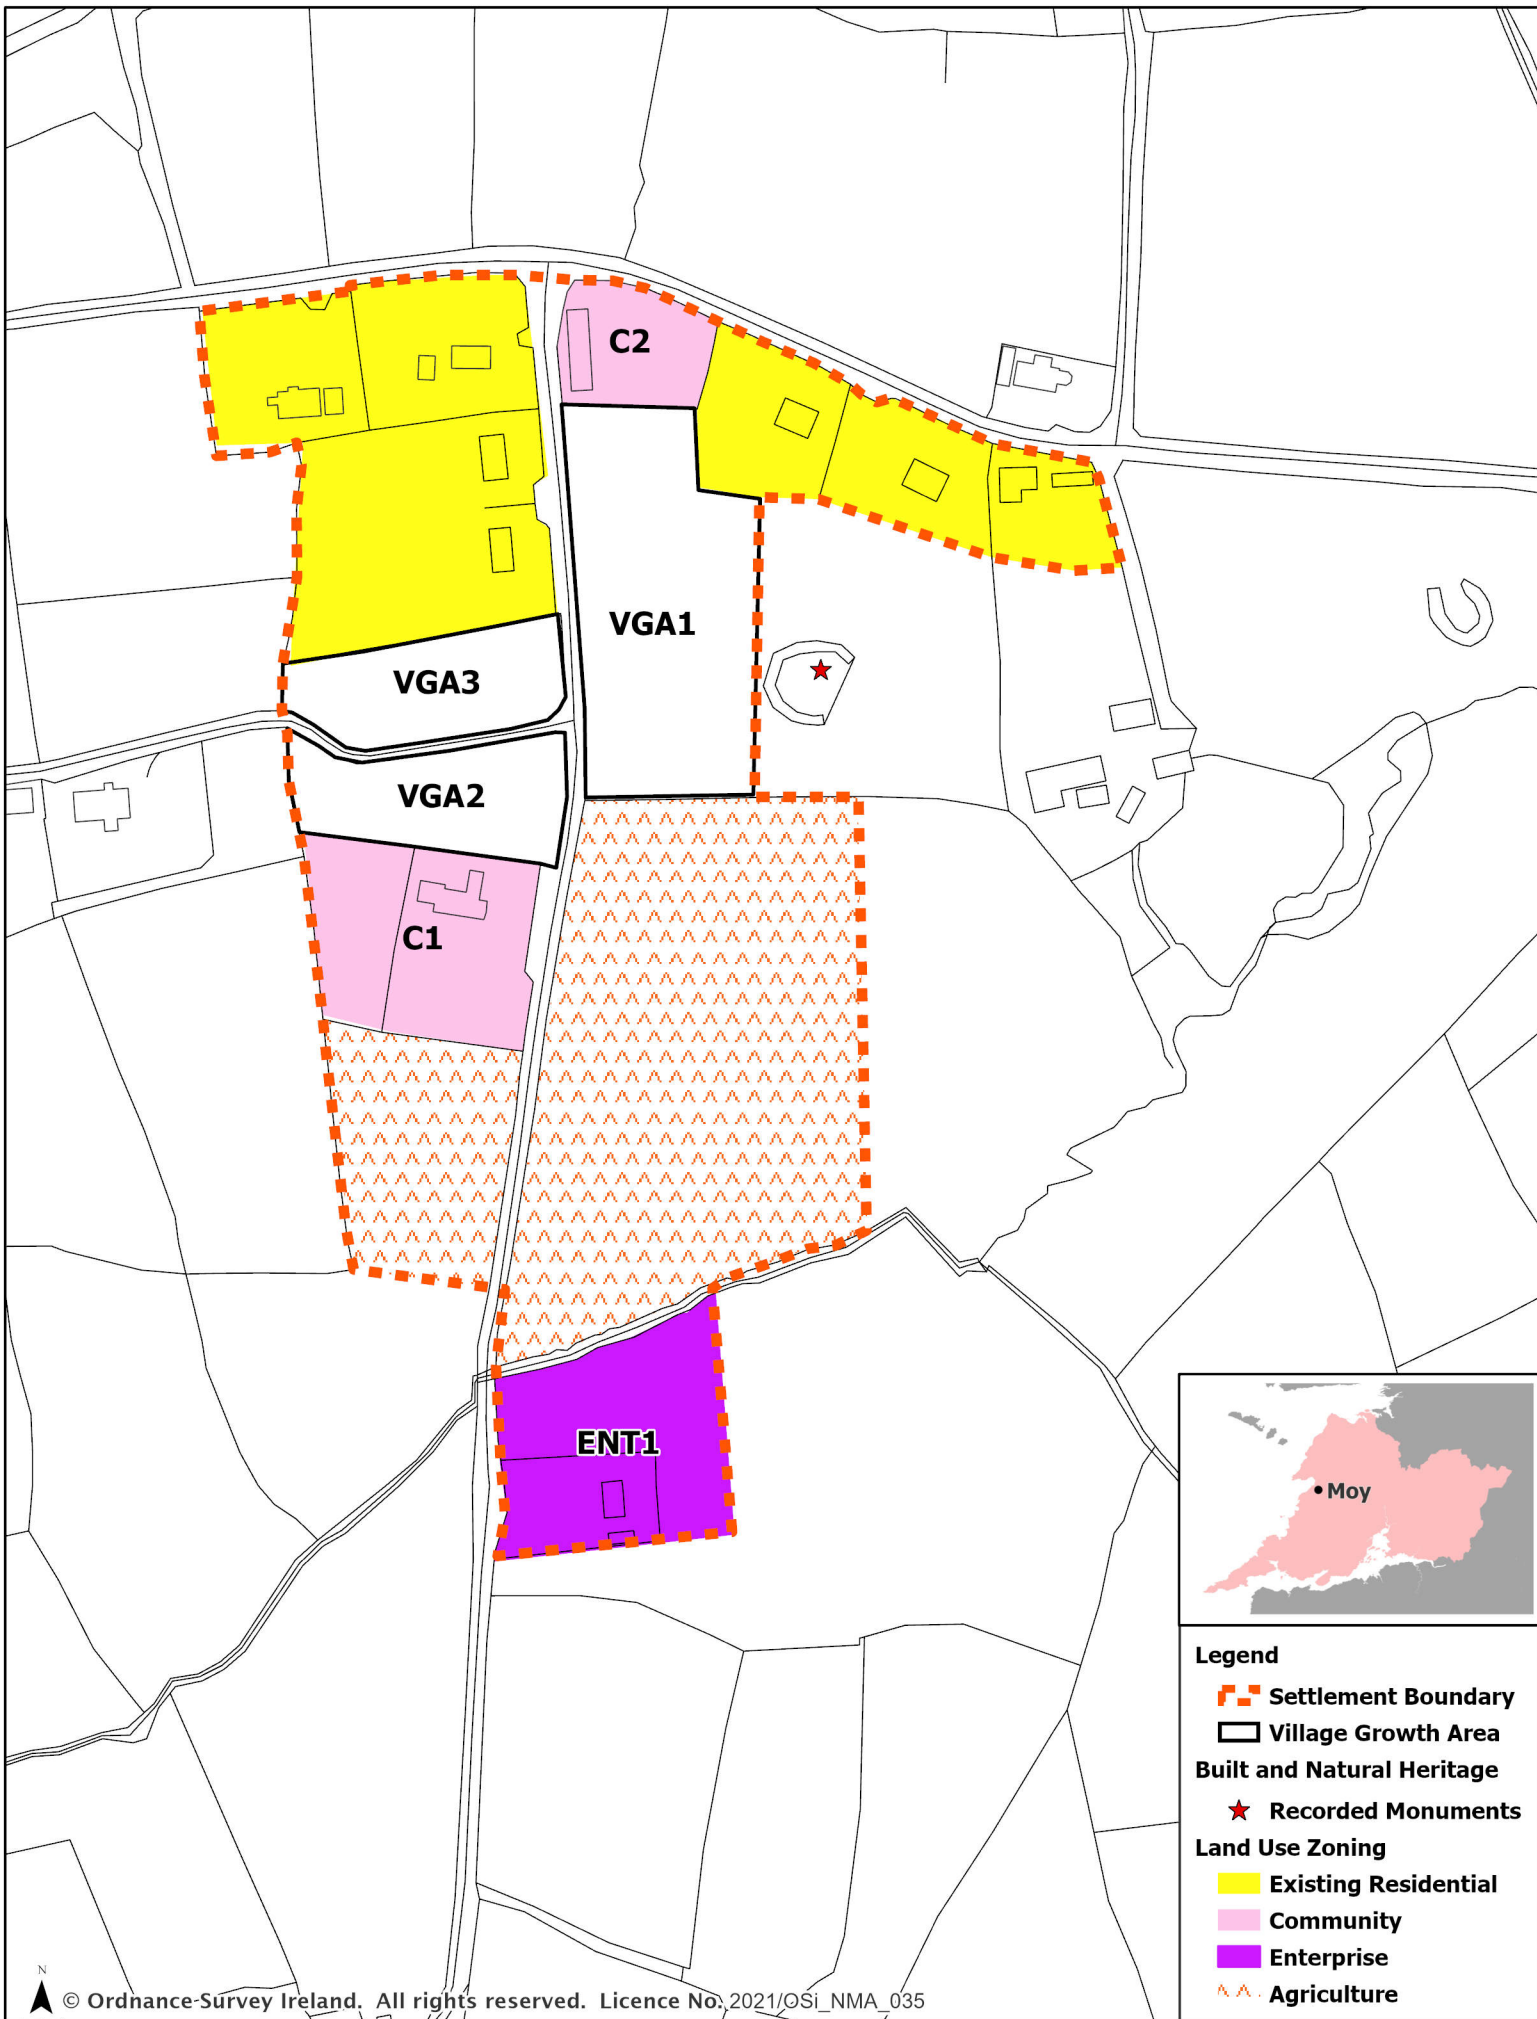 C2
VGA1
VGA3
VGA2
C1
ENT1
Moy
Legend
Settlement Boundary
Village Growth Area
Built and Natural Heritage
Recorded Monuments
Land Use Zoning
Existing Residential
Community
Enterprise
Agriculture
N
© Ordnance Survey Ireland. All rights reserved. Licence No. 2021/OSi_NMA_035